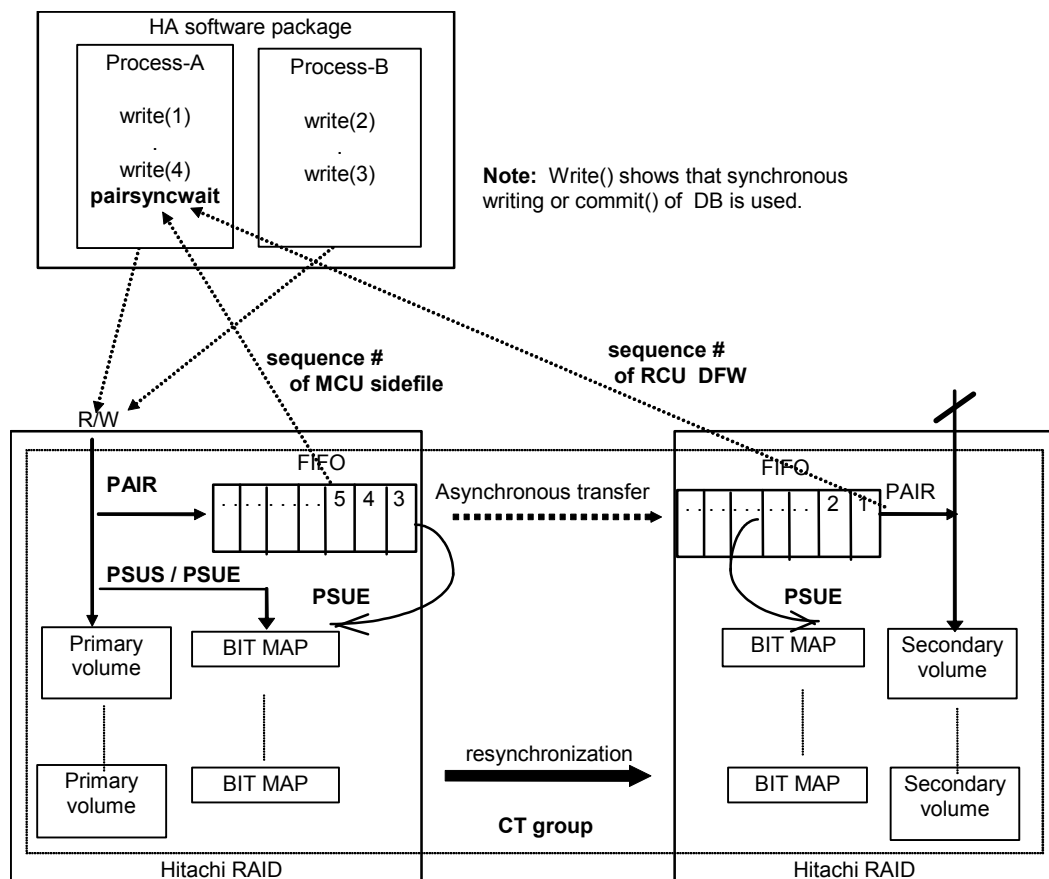 HA software package
Process-A
write(1)
.
write(4)
pairsyncwait
Process-B
write(2)
.
write(3)
Note: Write() shows that synchronous
writing or commit() of DB is used.
sequence #
of MCU sidefile
sequence #
of RCU DFW
R/W
FIFO
PAIR
. . . . . . . . 5 4 3
Asynchronous transfer
FIFO
. . . . . . . . . . . 2 1
PAIR
PSUS / PSUE
PSUE
PSUE
Primary
volume
BIT MAP
BIT MAP
Secondary
volume
resynchronization
Primary
volume
BIT MAP
BIT MAP
Secondary
volume
CT group
Hitachi RAID
Hitachi RAID